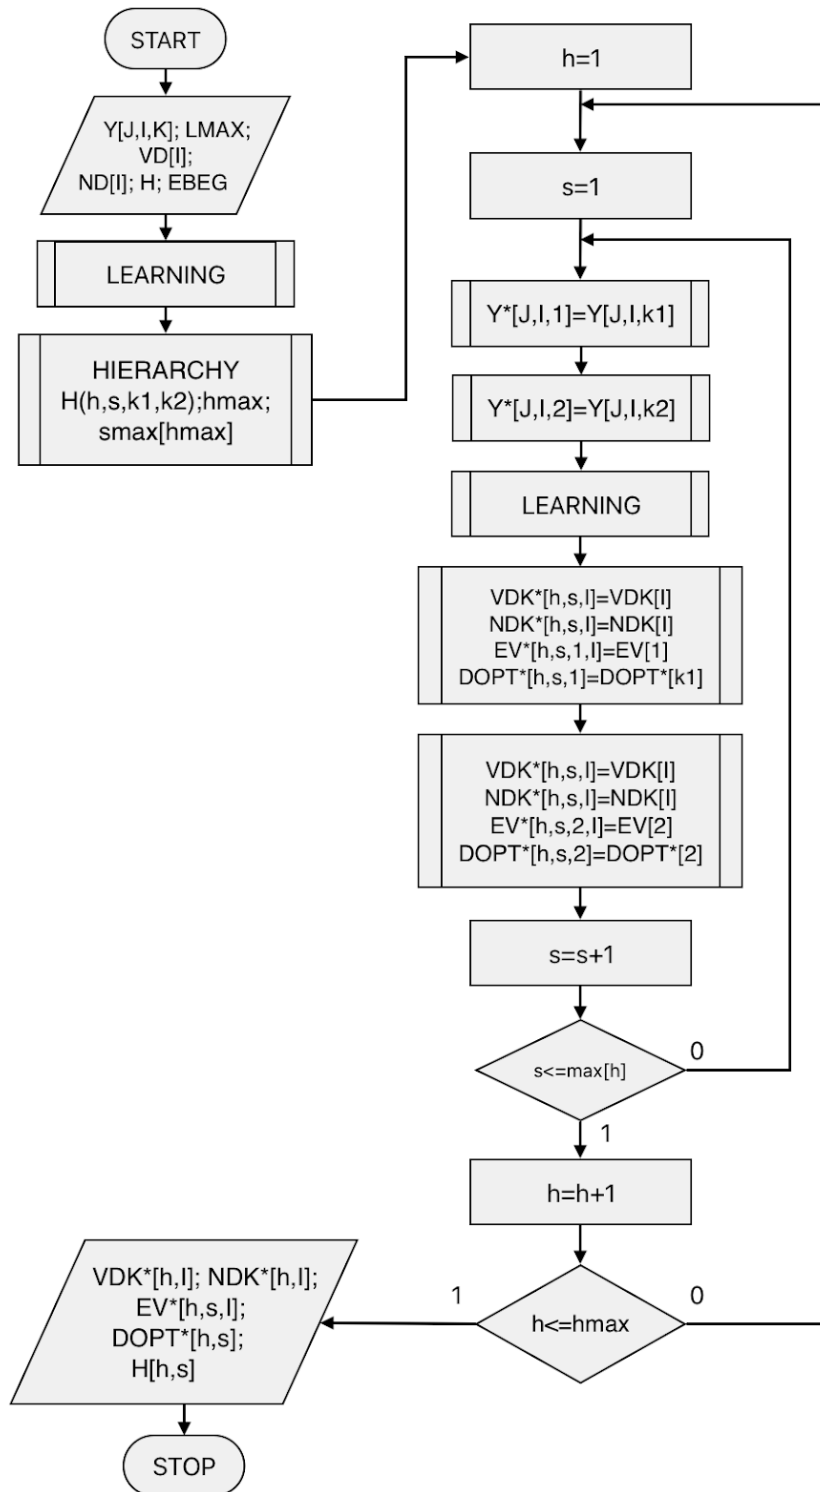 START
Y[J,I,K]; LMAX;
VD[I];
ND[I]; H; EBEG
LEARNING
HIERARCHY
H(h,s,k1,k2);hmax;
smax[hmax]
h=1
s=1
Y*[J,I,1]=Y[J,I,k1]
Y*[J,I,2]=Y[J,I,k2]
LEARNING
VDK*[h,s,I]=VDK[I]
NDK*[h,s,I]=NDK[I]
EV*[h,s,1,I]=EV[1]
DOPT*[h,s,1]=DOPT*[k1]
VDK*[h,s,I]=VDK[I]
NDK*[h,s,I]=NDK[I]
EV*[h,s,2,I]=EV[2]
DOPT*[h,s,2]=DOPT*[2]
s=s+1
s<=max[h]
0
1
h=h+1
h<=hmax
1
0
VDK*[h,I]; NDK*[h,I];
EV*[h,s,I];
DOPT*[h,s];
H[h,s]
STOP